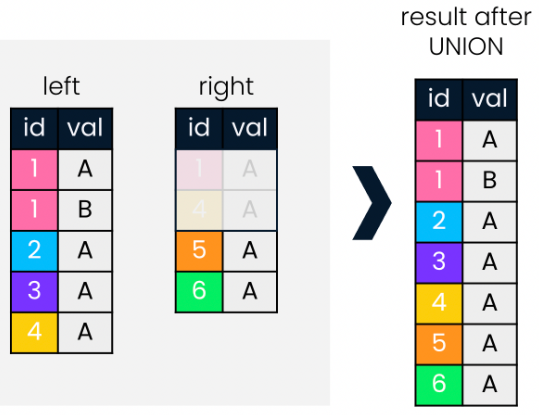 result after
UNION
left
id val
1 A
1 B
2 A
3 A
4 A
right
id val
1 A
4 A
5 A
6 A
id val
1 A
1 B
2 A
3 A
4 A
5 A
6 A